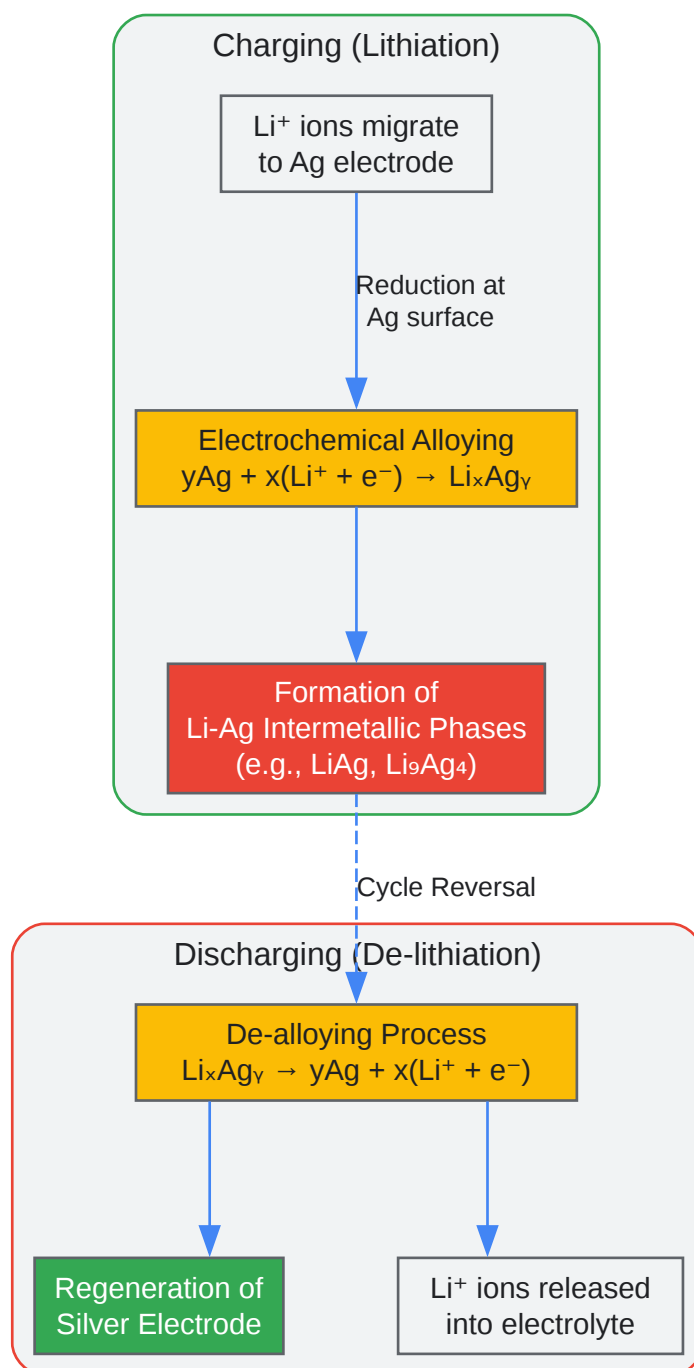 Charging (Lithiation)
Li⁺ ions migrate
to Ag electrode
Reduction at
Ag surface
Electrochemical Alloying
yAg + x(Li⁺ + e⁻) → LiₓAgᵧ
Formation of
Li-Ag Intermetallic Phases
(e.g., LiAg, Li₉Ag₄)
Cycle Reversal
Discharging (De-lithiation)
De-alloying Process
LiₓAgᵧ → yAg + x(Li⁺ + e⁻)
Regeneration of
Silver Electrode
Li⁺ ions released
into electrolyte